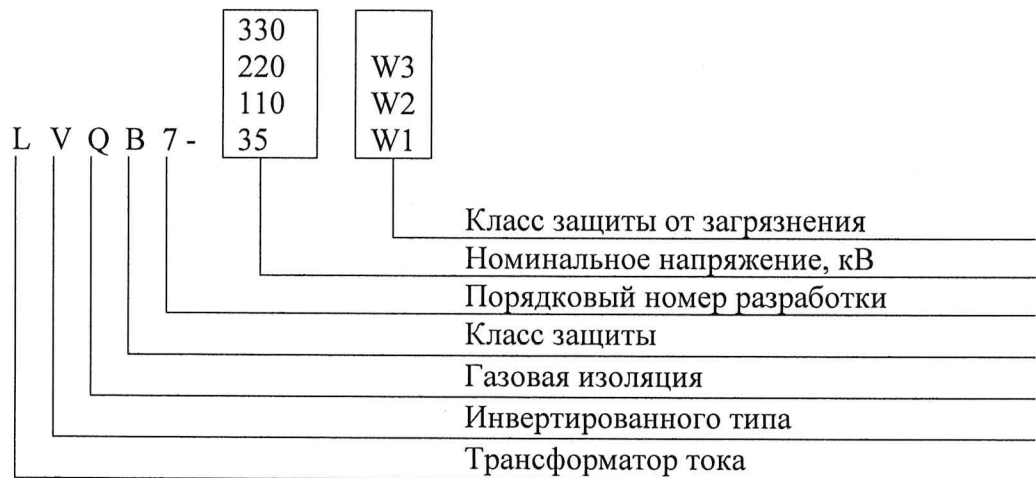 330
220 W3
110 W2
L V Q B 7 - 35 W1
Класс защиты от загрязнения
Номинальное напряжение, кВ
Порядковый номер разработки
Класс защиты
Газовая изоляция
Инвертированного типа
Трансформатор тока